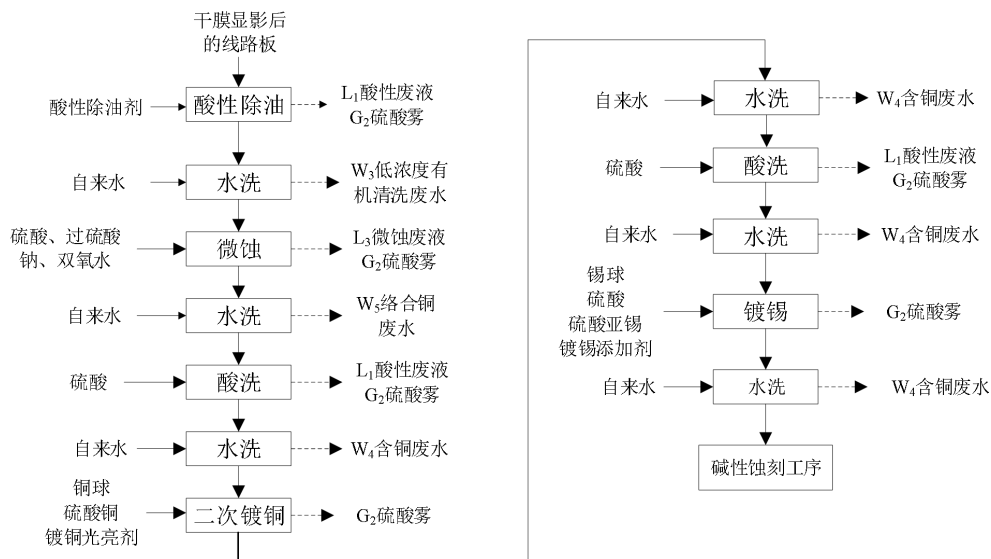 干膜显影后
的线路板
酸性除油剂
酸性除油
L₁酸性废液
G₂硫酸雾
自来水
水洗
W₃低浓度有
机清洗废水
硫酸、过硫酸
钠、双氧水
微蚀
L₃微蚀废液
G₂硫酸雾
自来水
水洗
W₅络合铜
废水
硫酸
酸洗
L₁酸性废液
G₂硫酸雾
自来水
水洗
W₄含铜废水
铜球
硫酸铜
镀铜光亮剂
二次镀铜
G₂硫酸雾
自来水
水洗
W₄含铜废水
硫酸
酸洗
L₁酸性废液
G₂硫酸雾
自来水
水洗
W₄含铜废水
锡球
硫酸
硫酸亚锡
镀锡添加剂
镀锡
G₂硫酸雾
自来水
水洗
W₄含铜废水
碱性蚀刻工序